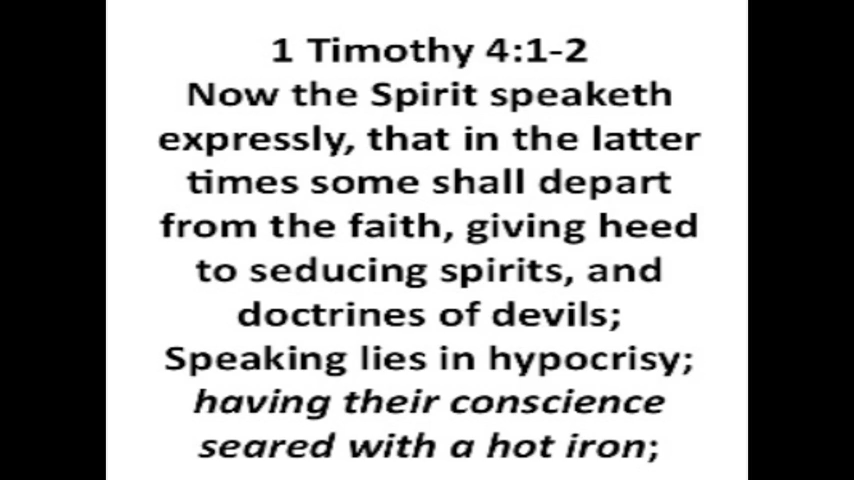 1 Timothy 4:1-2
Now the Spirit speaketh
expressly, that in the latter
times some shall depart
from the faith, giving heed
to seducing spirits, and
doctrines of devils;
Speaking lies in hypocrisy;
having their conscience
seared with a hot iron;